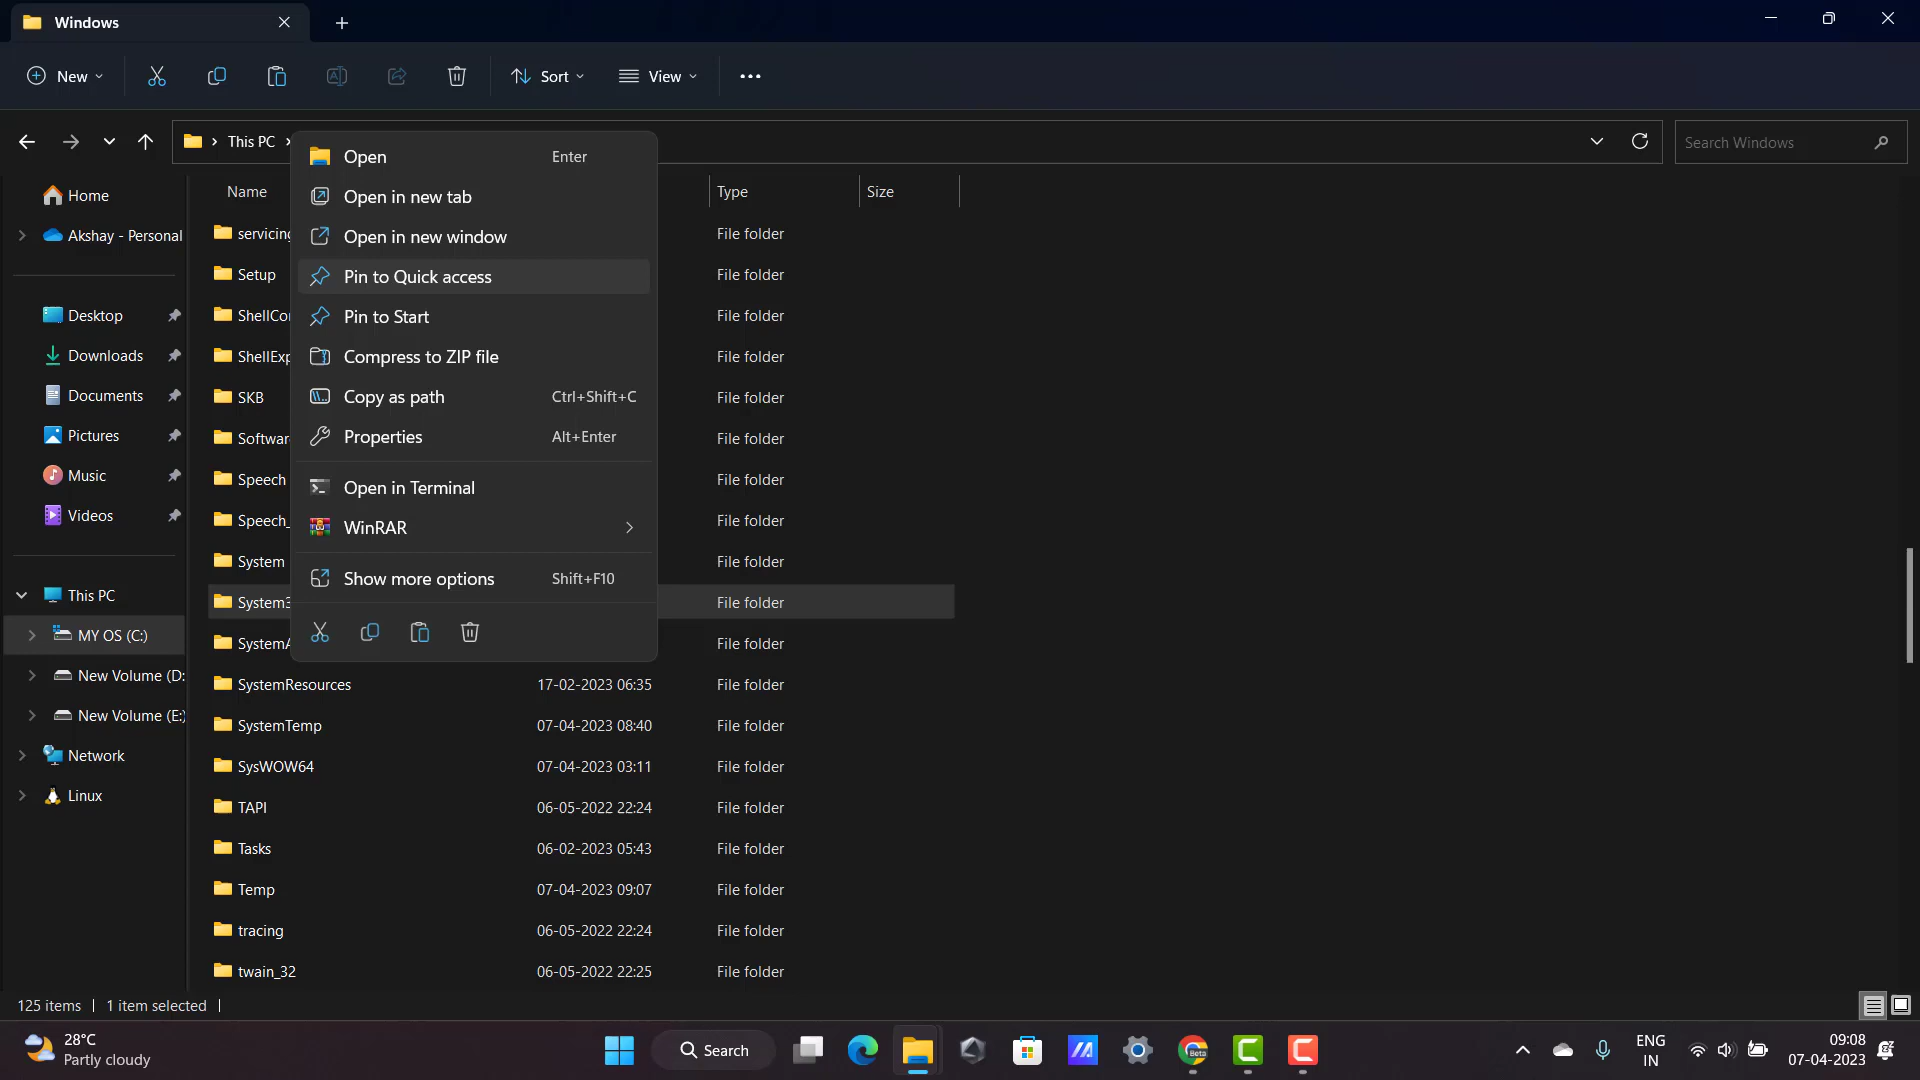 Windows
New
Sort
View
This PC
Search Windows
Open Enter
Open in new tab
Open in new window
Pin to Quick access
Pin to Start
Compress to ZIP file
Copy as path Ctrl+Shift+C
Properties Alt+Enter
Open in Terminal
WinRAR
Show more options Shift+F10
Home
Akshay - Personal
Desktop
Downloads
Documents
Pictures
Music
Videos
This PC
MY OS (C:)
New Volume (D:
New Volume (E:)
Network
Linux
Name Type Size
servicing File folder
Setup File folder
ShellCo File folder
ShellExp File folder
SKB File folder
Softwar File folder
Speech File folder
Speech_ File folder
System File folder
System3 File folder
SystemA File folder
SystemResources 17-02-2023 06:35 File folder
SystemTemp 07-04-2023 08:40 File folder
SysWOW64 07-04-2023 03:11 File folder
TAPI 06-05-2022 22:24 File folder
Tasks 06-02-2023 05:43 File folder
Temp 07-04-2023 09:07 File folder
tracing 06-05-2022 22:24 File folder
twain_32 06-05-2022 22:25 File folder
125 items 1 item selected
28°C
Partly cloudy
Search
Beta
ENG
IN
09:08
07-04-2023